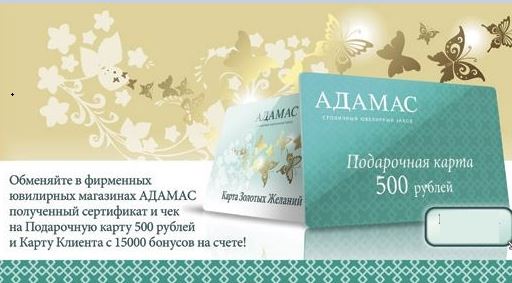 АДАМАС
СТОЛИЧНЫЙ ЮВЕЛИРНЫЙ ЗАВОД
Подарочная карта
500 рублей
АДАМАС
Карта Золотых Желаний
Обменяйте в фирменных
ювилирных магазинах АДАМАС
полученный сертификат и чек
на Подарочную карту 500 рублей
и Карту Клиента с 15000 бонусов на счете!